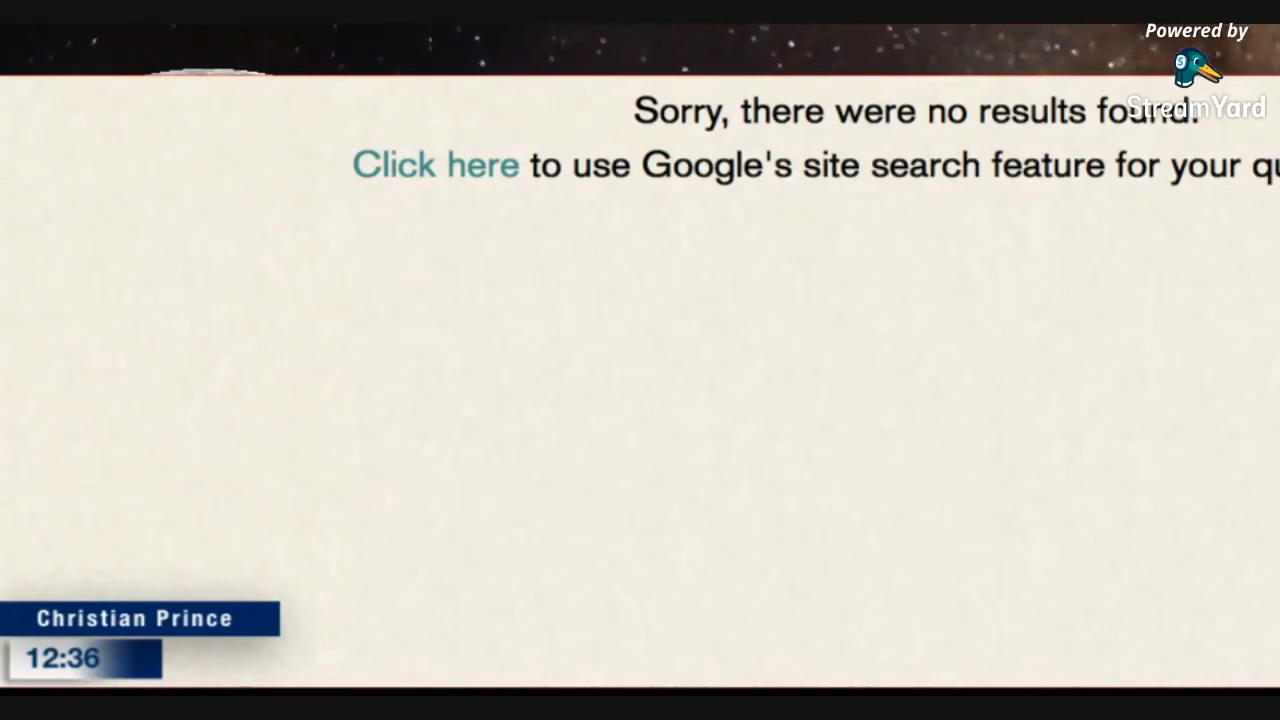 Powered by
StreamYard
Sorry, there were no results found.
Click here to use Google's site search feature for your qu
Christian Prince
12:36